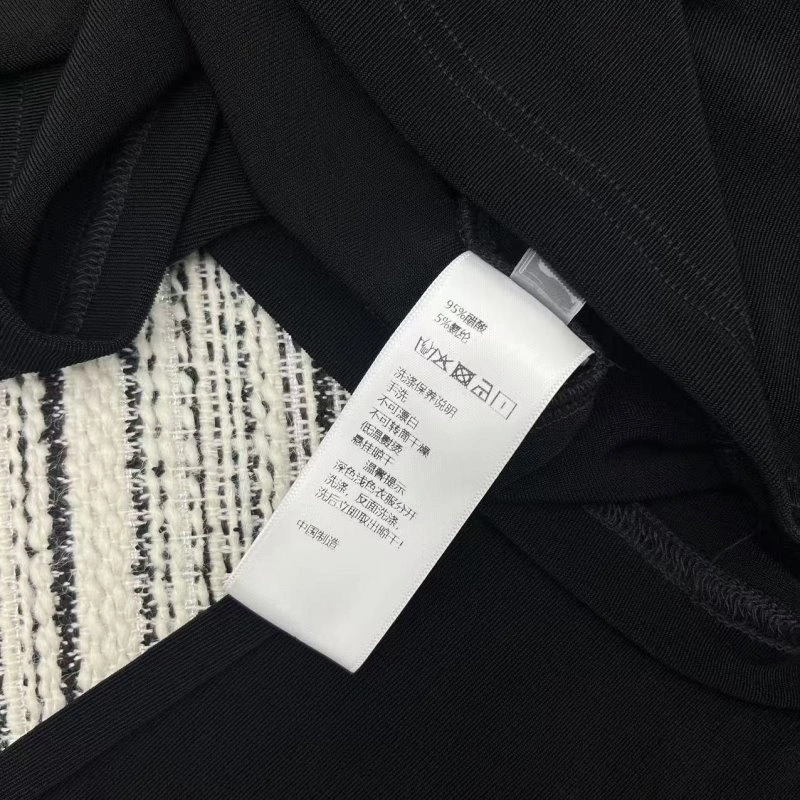 95%醋酸
5%氨纶
洗涤保养说明
手洗
不可漂白
不可转筒干燥
低温熨烫
悬挂晾干
温馨提示
深色浅色衣服分开
洗涤，反面洗涤，
洗后立即取出晾干！
中国制造